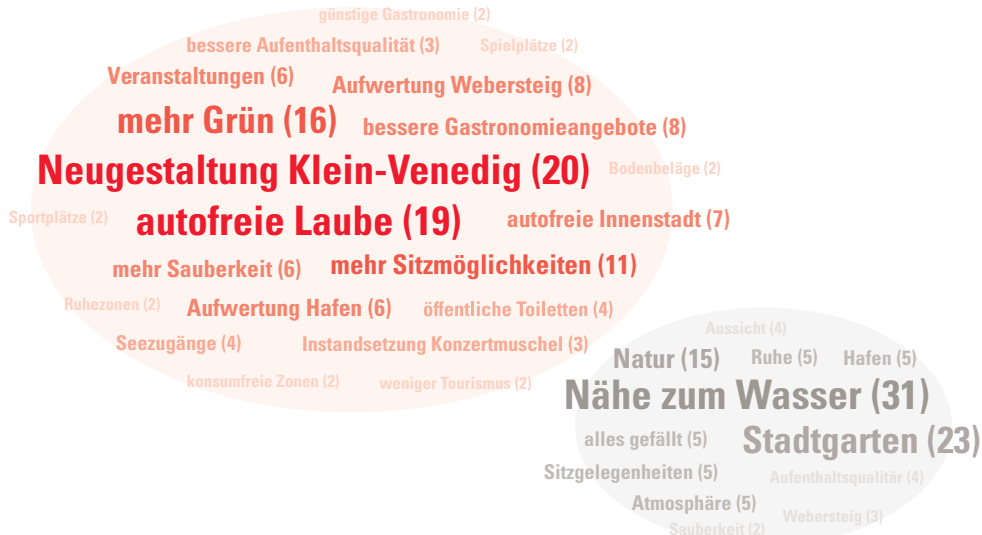 günstige Gastronomie (2)
bessere Aufenthaltsqualität (3) Spielplätze (2)
Veranstaltungen (6) Aufwertung Webersteig (8)
mehr Grün (16) bessere Gastronomieangebote (8)
Neugestaltung Klein-Venedig (20) Bodenbeläge (2)
Sportplätze (2) autofreie Laube (19) autofreie Innenstadt (7)
mehr Sauberkeit (6) mehr Sitzmöglichkeiten (11)
Ruhezonen (2) Aufwertung Hafen (6) öffentliche Toiletten (4)
Seezugänge (4) Instandsetzung Konzertmuschel (3)
konsumfreie Zonen (2) weniger Tourismus (2)
Aussicht (4)
Natur (15) Ruhe (5) Hafen (5)
Nähe zum Wasser (31)
alles gefällt (5) Stadtgarten (23)
Sitzgelegenheiten (5) Aufenthaltsqualitär (4)
Atmosphäre (5) Webersteig (3)
Sauberkeit (2)